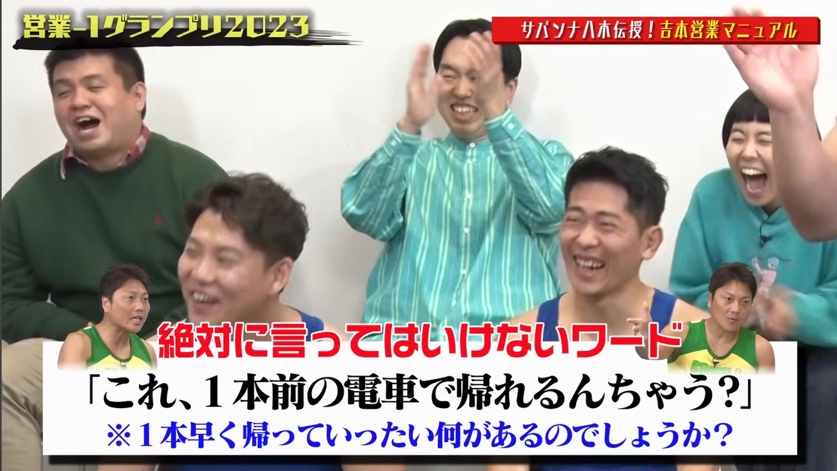 営業-1グランプリ2023
サバンナ八木伝授!吉本営業マニュアル
絶対に言ってはいけないワード
「これ、1本前の電車で帰れるんちゃう?」
※1本早く帰っていったい何があるのでしょうか?